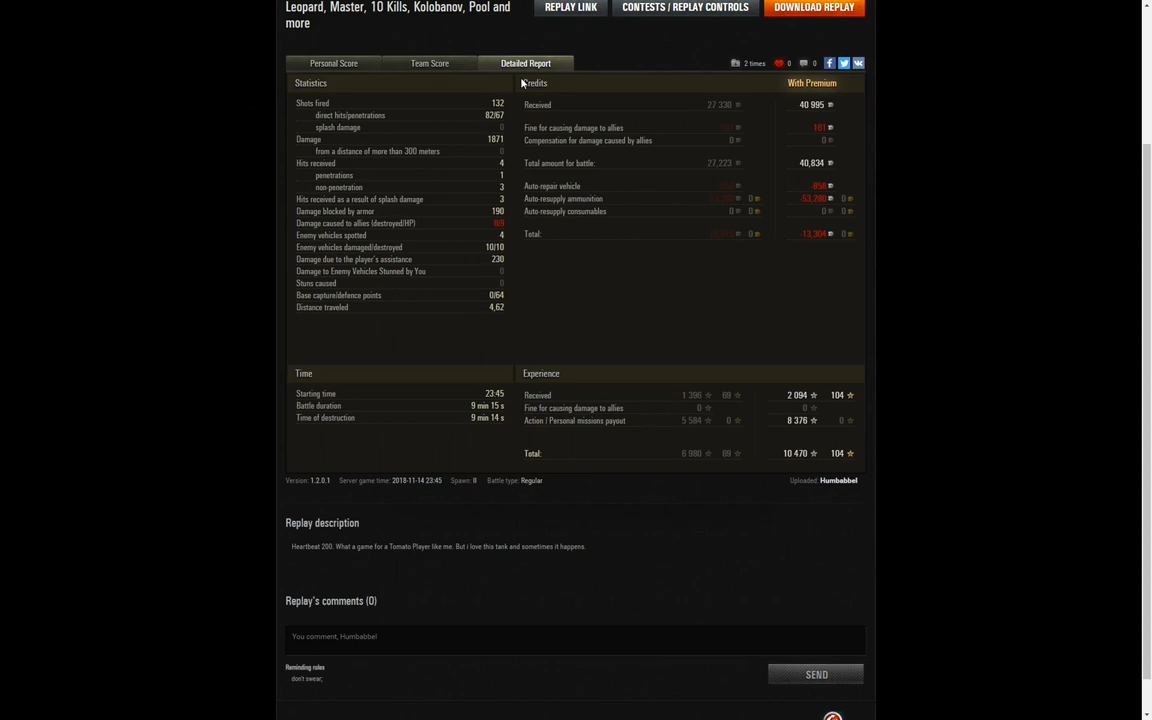 Leopard, Master, 10 Kills, Kolobanov, Pool and
more
REPLAY LINK
CONTESTS / REPLAY CONTROLS
DOWNLOAD REPLAY
Personal Score
Team Score
Detailed Report
2 times
0
0
Statistics
Shots fired 132
direct hits/penetrations 82/67
splash damage 0
Damage 1871
from a distance of more than 300 meters 0
Hits received 4
penetrations 1
non-penetration 3
Hits received as a result of splash damage 3
Damage blocked by armor 190
Damage caused to allies (destroyed/HP) 0/9
Enemy vehicles spotted 4
Enemy vehicles damaged/destroyed 10/10
Damage due to the player's assistance 230
Damage to Enemy Vehicles Stunned by You 0
Stuns caused 0
Base capture/defence points 0/64
Distance traveled 4,62
Credits With Premium
Received 27 330 40 995
Fine for causing damage to allies 161
Compensation for damage caused by allies 0 0
Total amount for battle: 27,223 40,834
Auto-repair vehicle -858
Auto-resupply ammunition 0 -53,280 0
Auto-resupply consumables 0 0 0 0
Total: 0 -13,304 0
Time
Starting time 23:45
Battle duration 9 min 15 s
Time of destruction 9 min 14 s
Experience
Received 1 396 69 2 094 104
Fine for causing damage to allies 0 0
Action / Personal missions payout 5 584 0 8 376 0
Total: 6 980 69 10 470 104
Version: 1.2.0.1 Server game time: 2018-11-14 23:45 Spawn: II Battle type: Regular Uploaded: Humbabbel
Replay description
Heartbeat 200. What a game for a Tomato Player like me. But i love this tank and sometimes it happens.
Replay's comments (0)
You comment, Humbabbel
Reminding rules
don't swear;
SEND